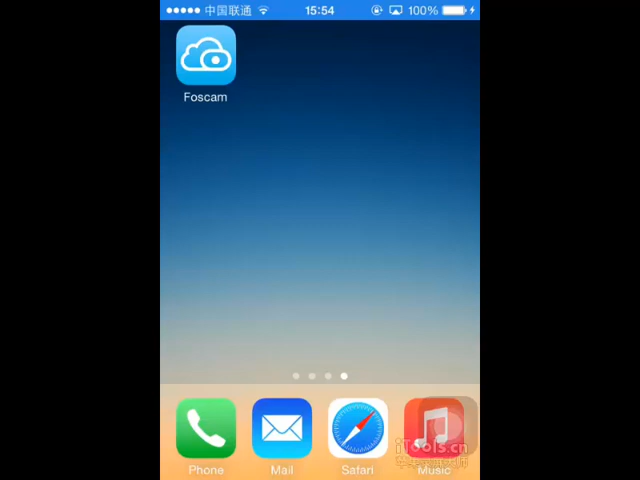 中国联通 15:54 100%
Foscam
Phone Mail Safari Music
iTools.cn